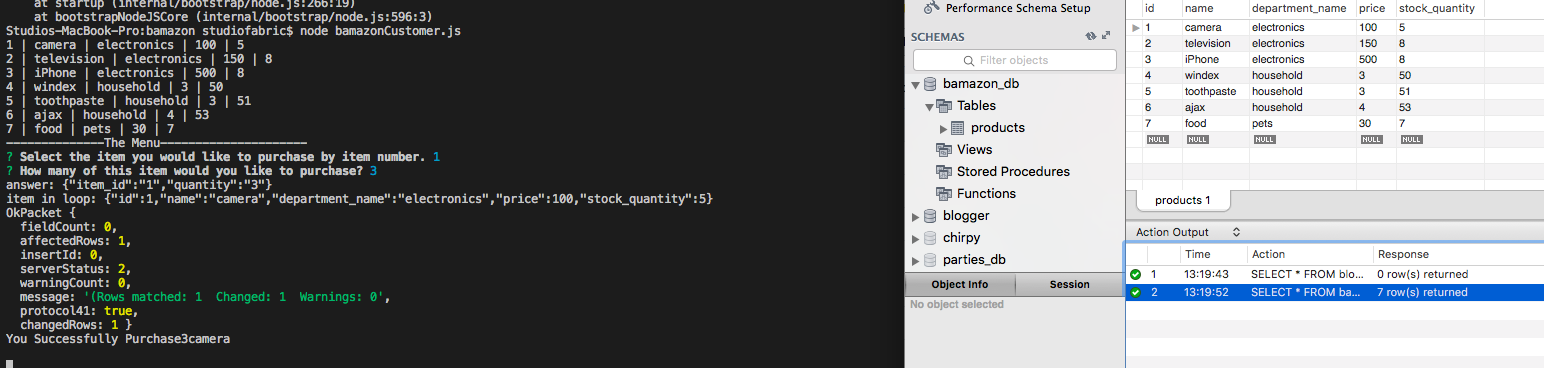 at startup (internal/bootstrap/node.js:266:19)
at bootstrapNodeJSCore (internal/bootstrap/node.js:596:3)
Studios-MacBook-Pro:bamazon studiofabric$ node bamazonCustomer.js
1 | camera | electronics | 100 | 5
2 | television | electronics | 150 | 8
3 | iPhone | electronics | 500 | 8
4 | windex | household | 3 | 50
5 | toothpaste | household | 3 | 51
6 | ajax | household | 4 | 53
7 | food | pets | 30 | 7
--------------The Menu---------------------
? Select the item you would like to purchase by item number. 1
? How many of this item would you like to purchase? 3
answer: {"item_id":"1","quantity":"3"}
item in loop: {"id":1,"name":"camera","department_name":"electronics","price":100,"stock_quantity":5}
OkPacket {
fieldCount: 0,
affectedRows: 1,
insertId: 0,
serverStatus: 2,
warningCount: 0,
message: '(Rows matched: 1  Changed: 1  Warnings: 0',
protocol41: true,
changedRows: 1 }
You Successfully Purchase3camera
Performance Schema Setup
SCHEMAS
Filter objects
bamazon_db
Tables
products
Views
Stored Procedures
Functions
blogger
chirpy
parties_db
Object Info Session
No object selected
id name department_name price stock_quantity
1 camera electronics 100 5
2 television electronics 150 8
3 iPhone electronics 500 8
4 windex household 3 50
5 toothpaste household 3 51
6 ajax household 4 53
7 food pets 30 7
NULL NULL NULL NULL NULL
products 1
Action Output
Time Action Response
1 13:19:43 SELECT * FROM blo... 0 row(s) returned
2 13:19:52 SELECT * FROM ba... 7 row(s) returned